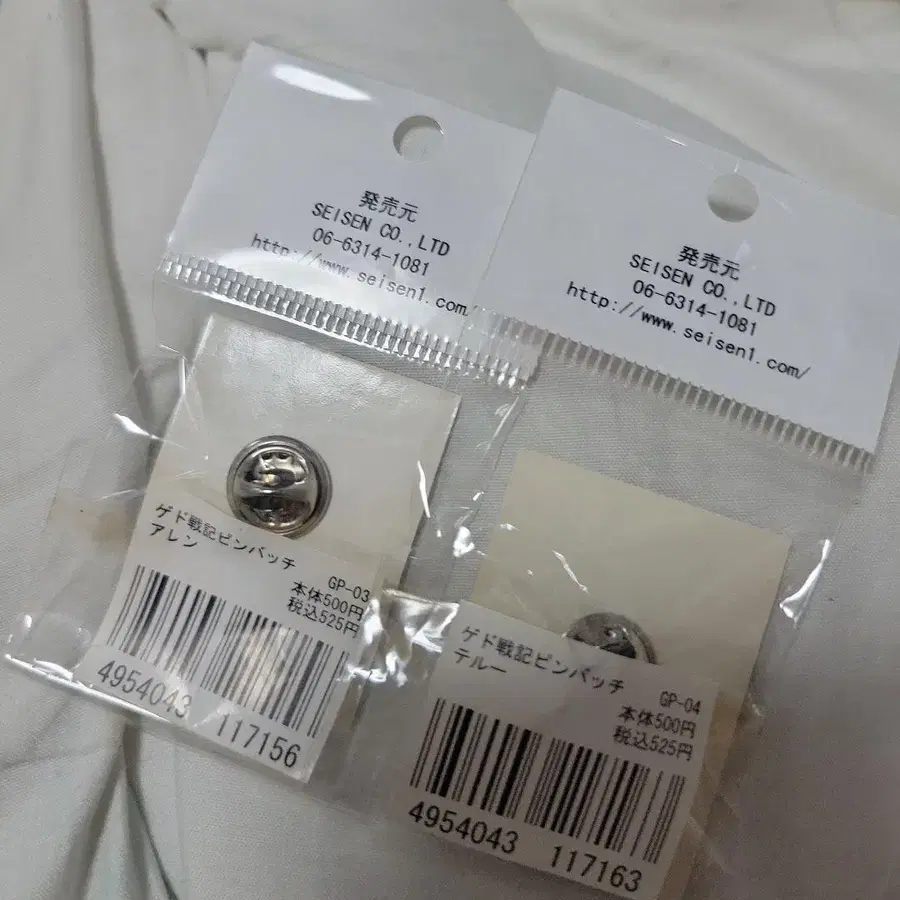 発売元
SEISEN CO.,LTD
06-6314-1081
http://www.seisen1.com/
ゲド戦記ピンバッチ
アレン
GP-03
本体500円
税込525円
4954043 117156
発売元
SEISEN CO.,LTD
06-6314-1081
http://www.seisen1.com/
ゲド戦記ピンバッチ
テルー
GP-04
本体500円
税込525円
4954043 117163